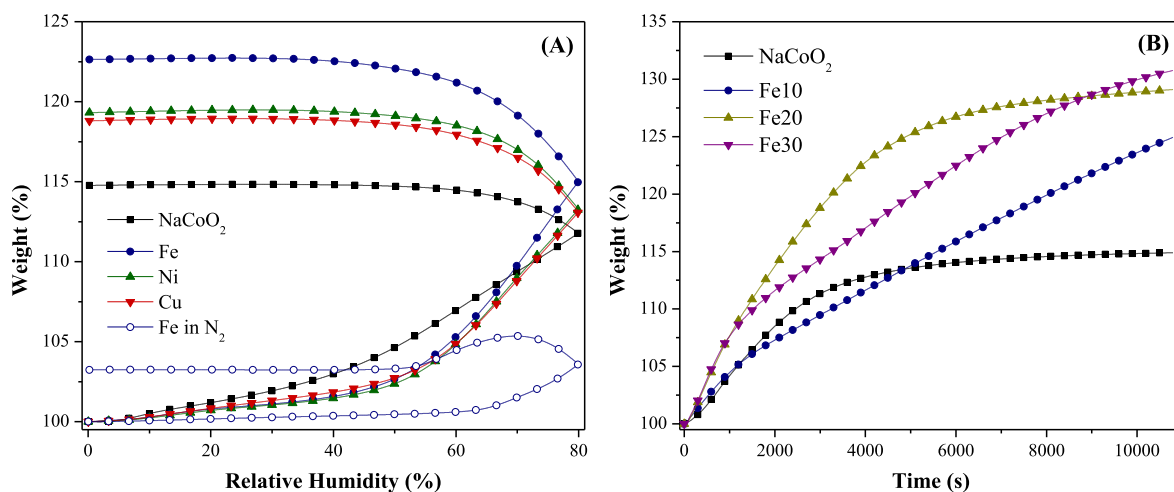 (A)
125
120
115
110
105
100
Weight (%)
NaCoO₂
Fe
Ni
Cu
Fe in N₂
0 20 40 60 80
Relative Humidity (%)
(B)
130
125
120
115
110
105
100
Weight (%)
NaCoO₂
Fe10
Fe20
Fe30
0 2000 4000 6000 8000 10000
Time (s)